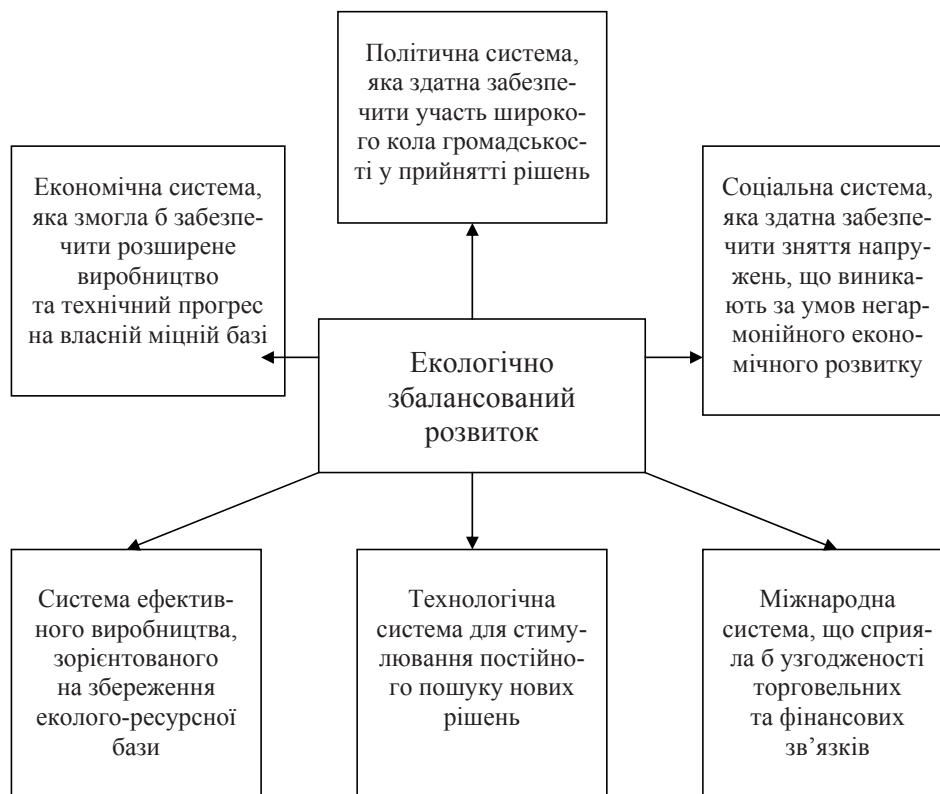 Політична система,
яка здатна забезпе-
чити участь широко-
го кола громадськос-
ті у прийнятті рішень
Економічна система,
яка змогла б забезпе-
чити розширене
виробництво
та технічний прогрес
на власній міцній базі
Соціальна система,
яка здатна забезпе-
чити зняття напру-
жень, що виника-
ють за умов негар-
монійного еконо-
мічного розвитку
Екологічно
збалансований
розвиток
Система ефектив-
ного виробництва,
зорієнтованого
на збереження
еколого-ресурсної
бази
Технологічна
система для стиму-
лювання постійно-
го пошуку нових
рішень
Міжнародна
система, що сприя-
ла б узгодженості
торговельних
та фінансових
зв’язків